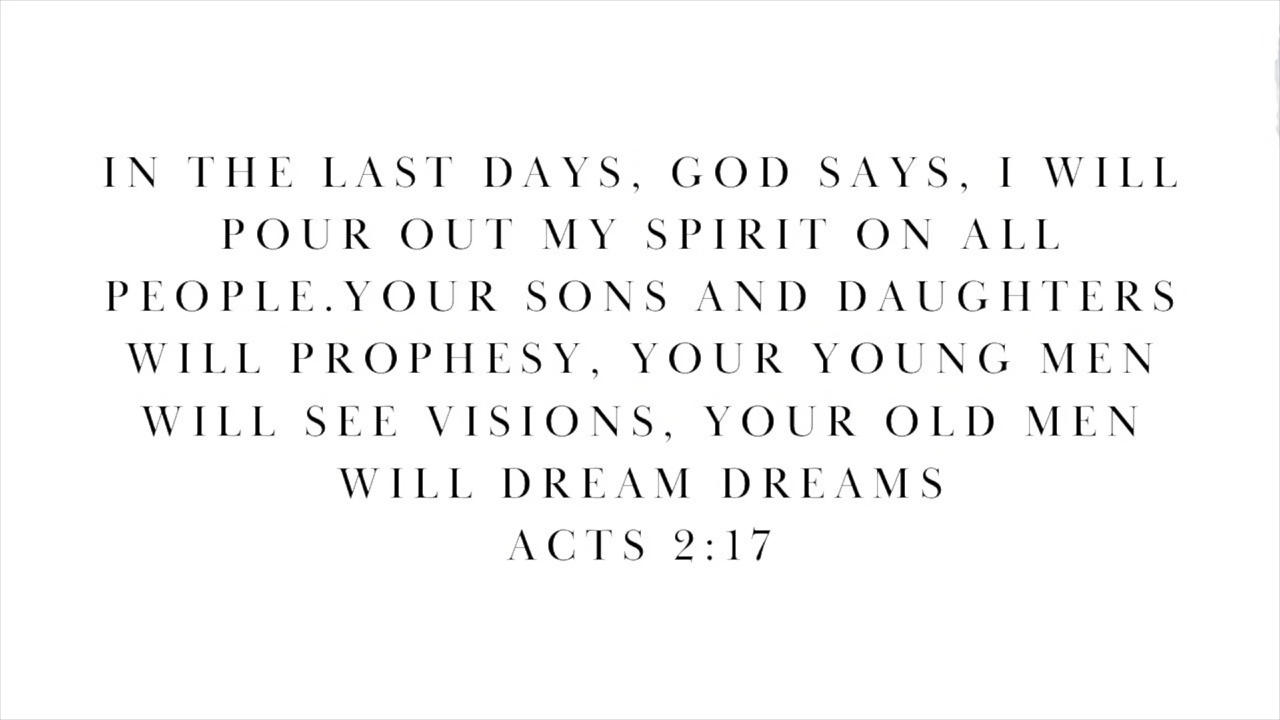 IN THE LAST DAYS, GOD SAYS, I WILL
POUR OUT MY SPIRIT ON ALL
PEOPLE.YOUR SONS AND DAUGHTERS
WILL PROPHESY, YOUR YOUNG MEN
WILL SEE VISIONS, YOUR OLD MEN
WILL DREAM DREAMS
ACTS 2:17